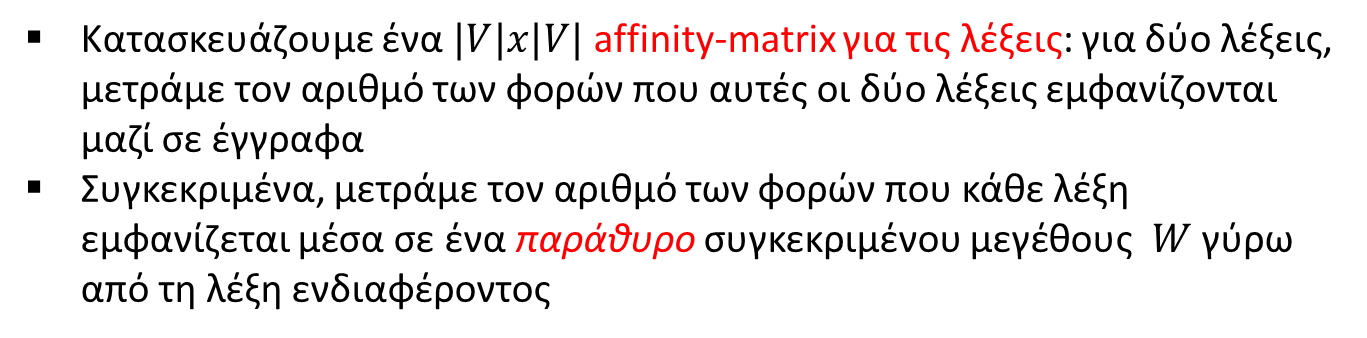 ▪ Κατασκευάζουμε ένα |V|x|V| affinity-matrix για τις λέξεις: για δύο λέξεις,
μετράμε τον αριθμό των φορών που αυτές οι δύο λέξεις εμφανίζονται
μαζί σε έγγραφα
▪ Συγκεκριμένα, μετράμε τον αριθμό των φορών που κάθε λέξη
εμφανίζεται μέσα σε ένα παράθυρο συγκεκριμένου μεγέθους W γύρω
από τη λέξη ενδιαφέροντος